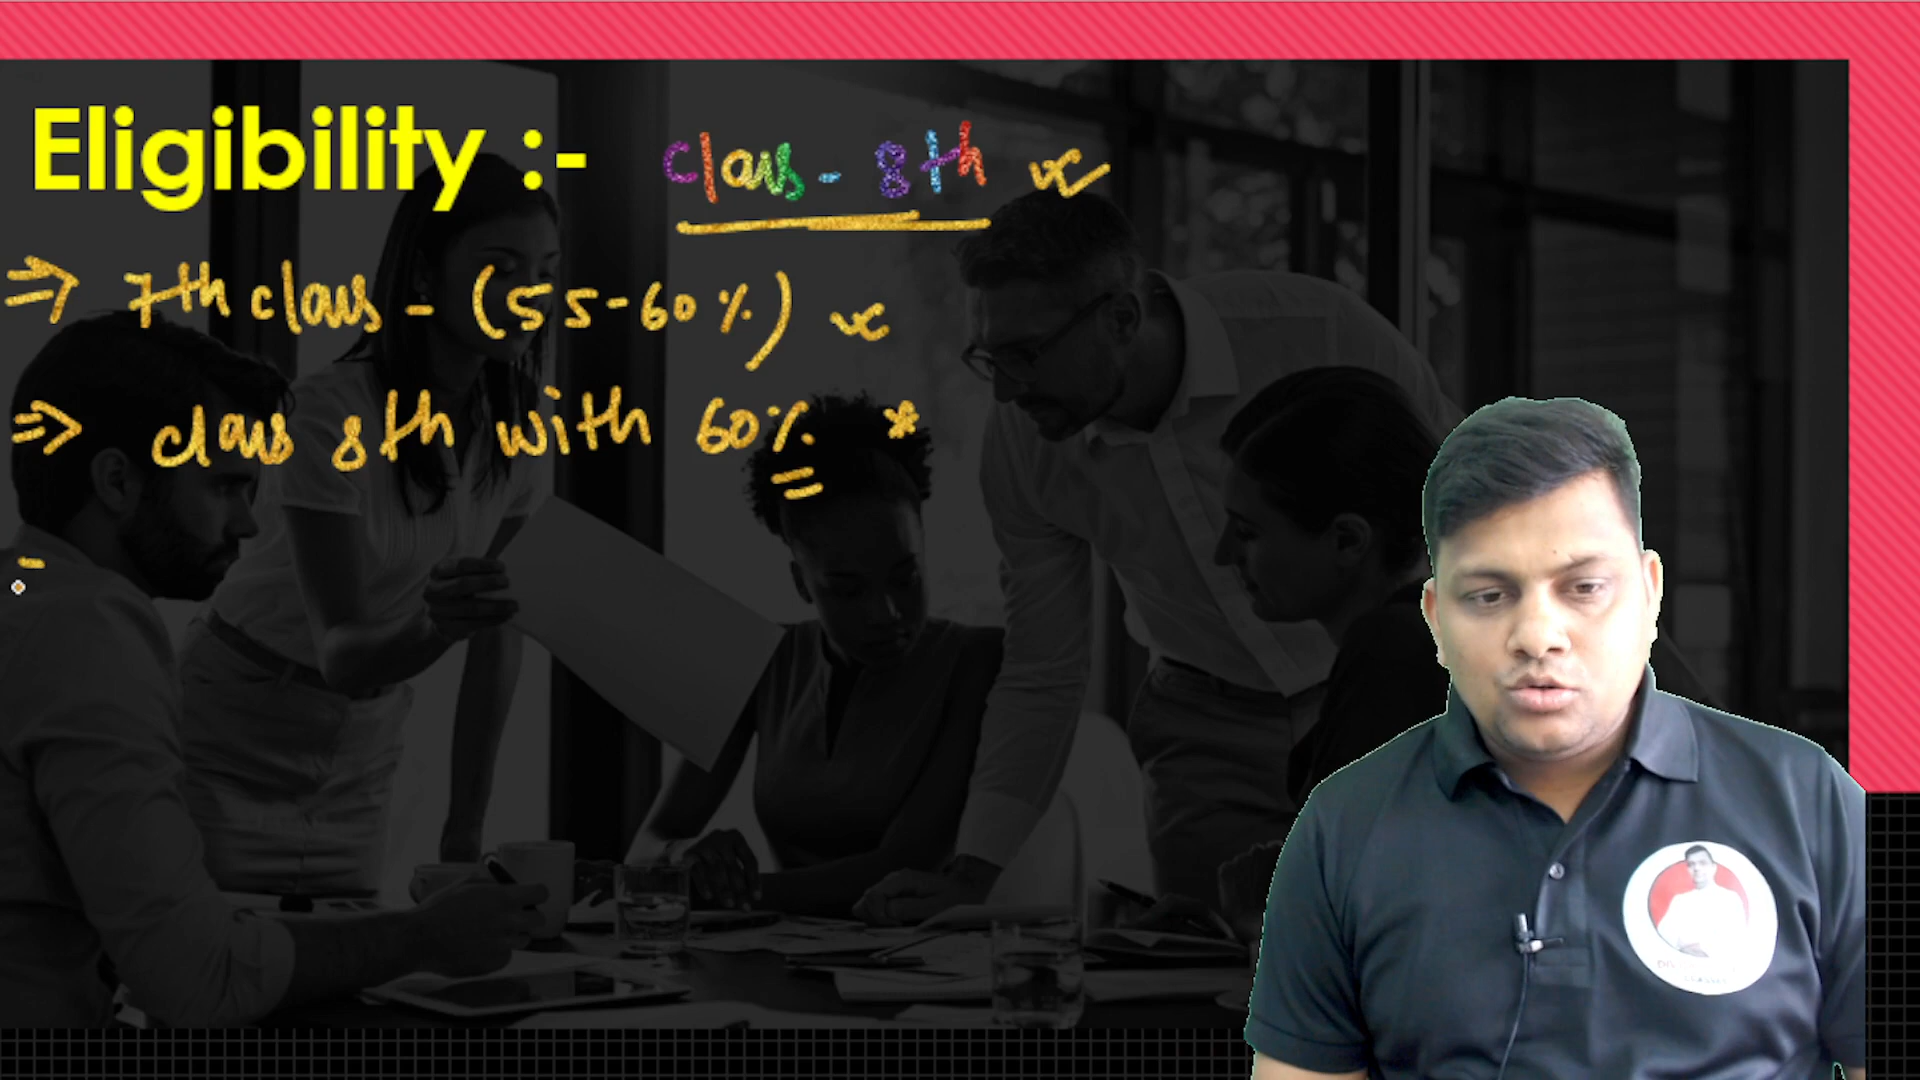 Eligibility :- class - 8th
⇒ 7th class - (55-60%)
⇒ class 8th with 60% *